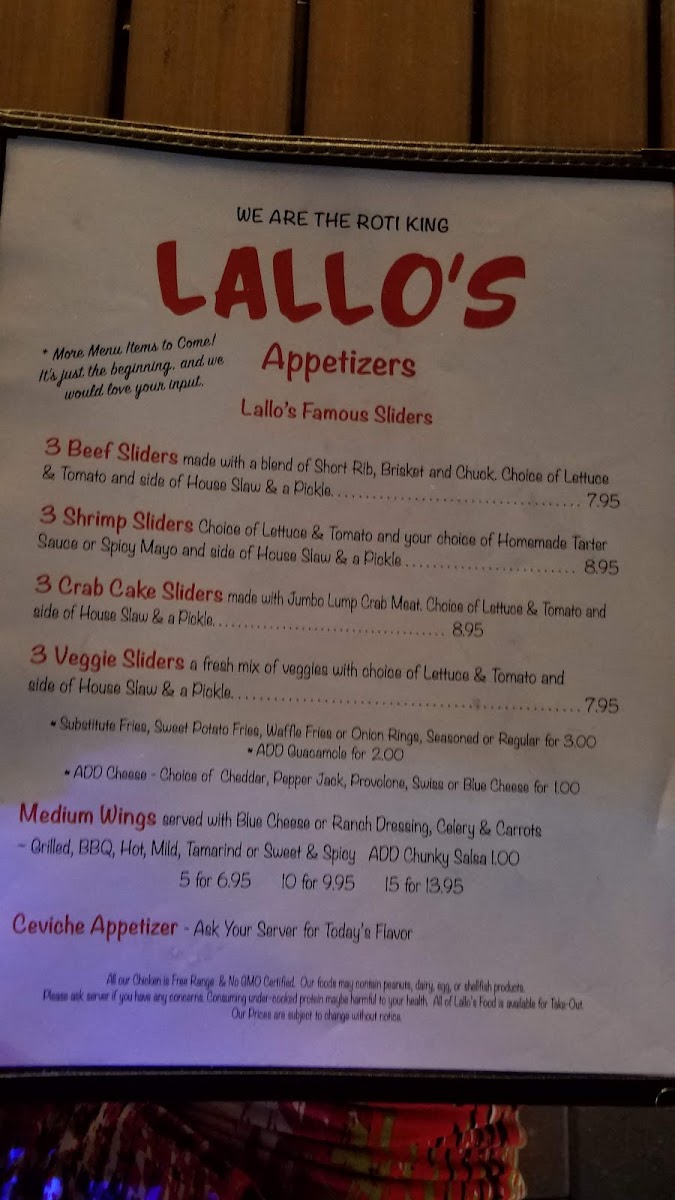 WE ARE THE ROTI KING
LALLO'S
* More Menu Items to Come!
It's just the beginning, and we
would love your input.
Appetizers
Lallo's Famous Sliders
3 Beef Sliders made with a blend of Short Rib, Brisket and Chuck. Choice of Lettuce
& Tomato and side of House Slaw & a Pickle. . . . . . . . . . . . . . . . . . . . . . . . . . . . . . . . . . . . . 7.95
3 Shrimp Sliders Choice of Lettuce & Tomato and your choice of Homemade Tarter
Sauce or Spicy Mayo and side of House Slaw & a Pickle . . . . . . . . . . . . . . . . . . . . . . . . . 8.95
3 Crab Cake Sliders made with Jumbo Lump Crab Meat. Choice of Lettuce & Tomato and
side of House Slaw & a Pickle. . . . . . . . . . . . . . . . . . . . . . . . . . . . . . . . . . 8.95
3 Veggie Sliders a fresh mix of veggies with choice of Lettuce & Tomato and
side of House Slaw & a Pickle. . . . . . . . . . . . . . . . . . . . . . . . . . . . . . . . . . . . . . . . . . . . . . . . . 7.95
* Substitute Fries, Sweet Potato Fries, Waffle Fries or Onion Rings, Seasoned or Regular for 3.00
* ADD Guacamole for 2.00
* ADD Cheese - Choice of Cheddar, Pepper Jack, Provolone, Swiss or Blue Cheese for 1.00
Medium Wings served with Blue Cheese or Ranch Dressing, Celery & Carrots
~ Grilled, BBQ, Hot, Mild, Tamarind or Sweet & Spicy ADD Chunky Salsa 1.00
5 for 6.95 10 for 9.95 15 for 13.95
Ceviche Appetizer - Ask Your Server for Today's Flavor
All our Chicken is Free Range & No GMO Certified. Our foods may contain peanuts, dairy, egg, or shellfish products.
Please ask server if you have any concerns. Consuming under-cooked protein maybe harmful to your health. All of Lallo's Food is available for Take-Out.
Our Prices are subject to change without notice.